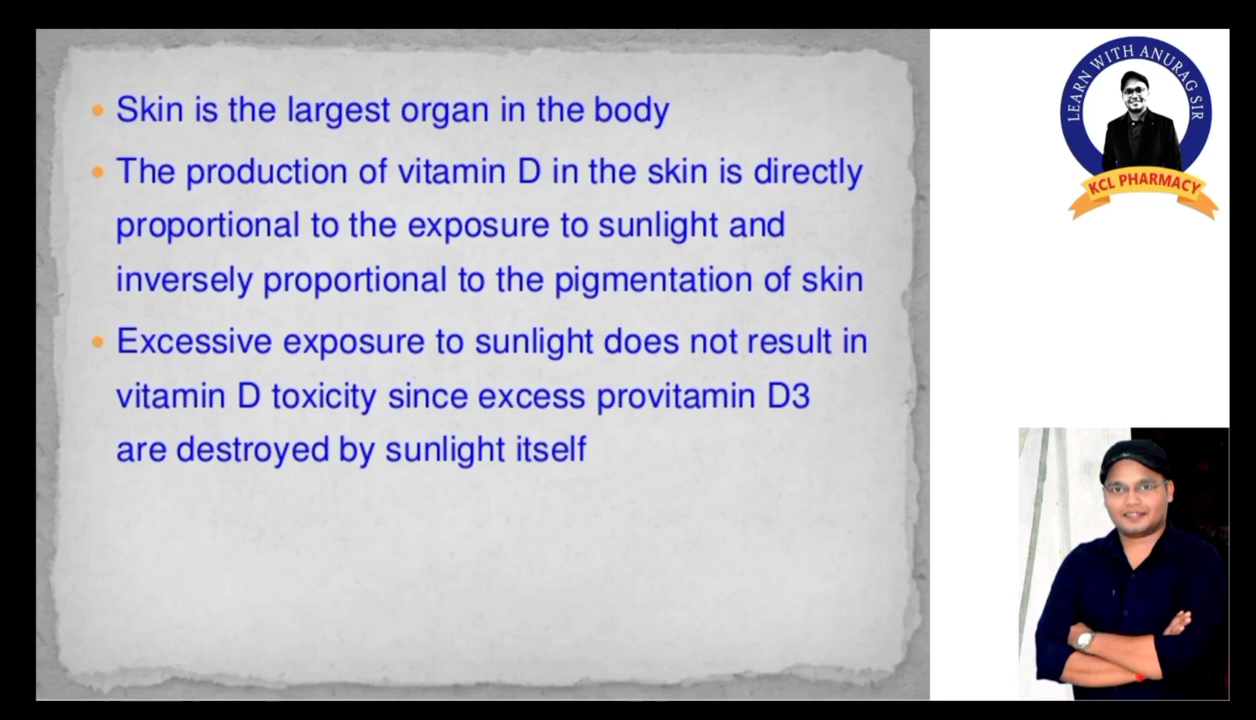 Skin is the largest organ in the body
The production of vitamin D in the skin is directly
proportional to the exposure to sunlight and
inversely proportional to the pigmentation of skin
Excessive exposure to sunlight does not result in
vitamin D toxicity since excess provitamin D3
are destroyed by sunlight itself
LEARN WITH ANURAG SIR
KCL PHARMACY